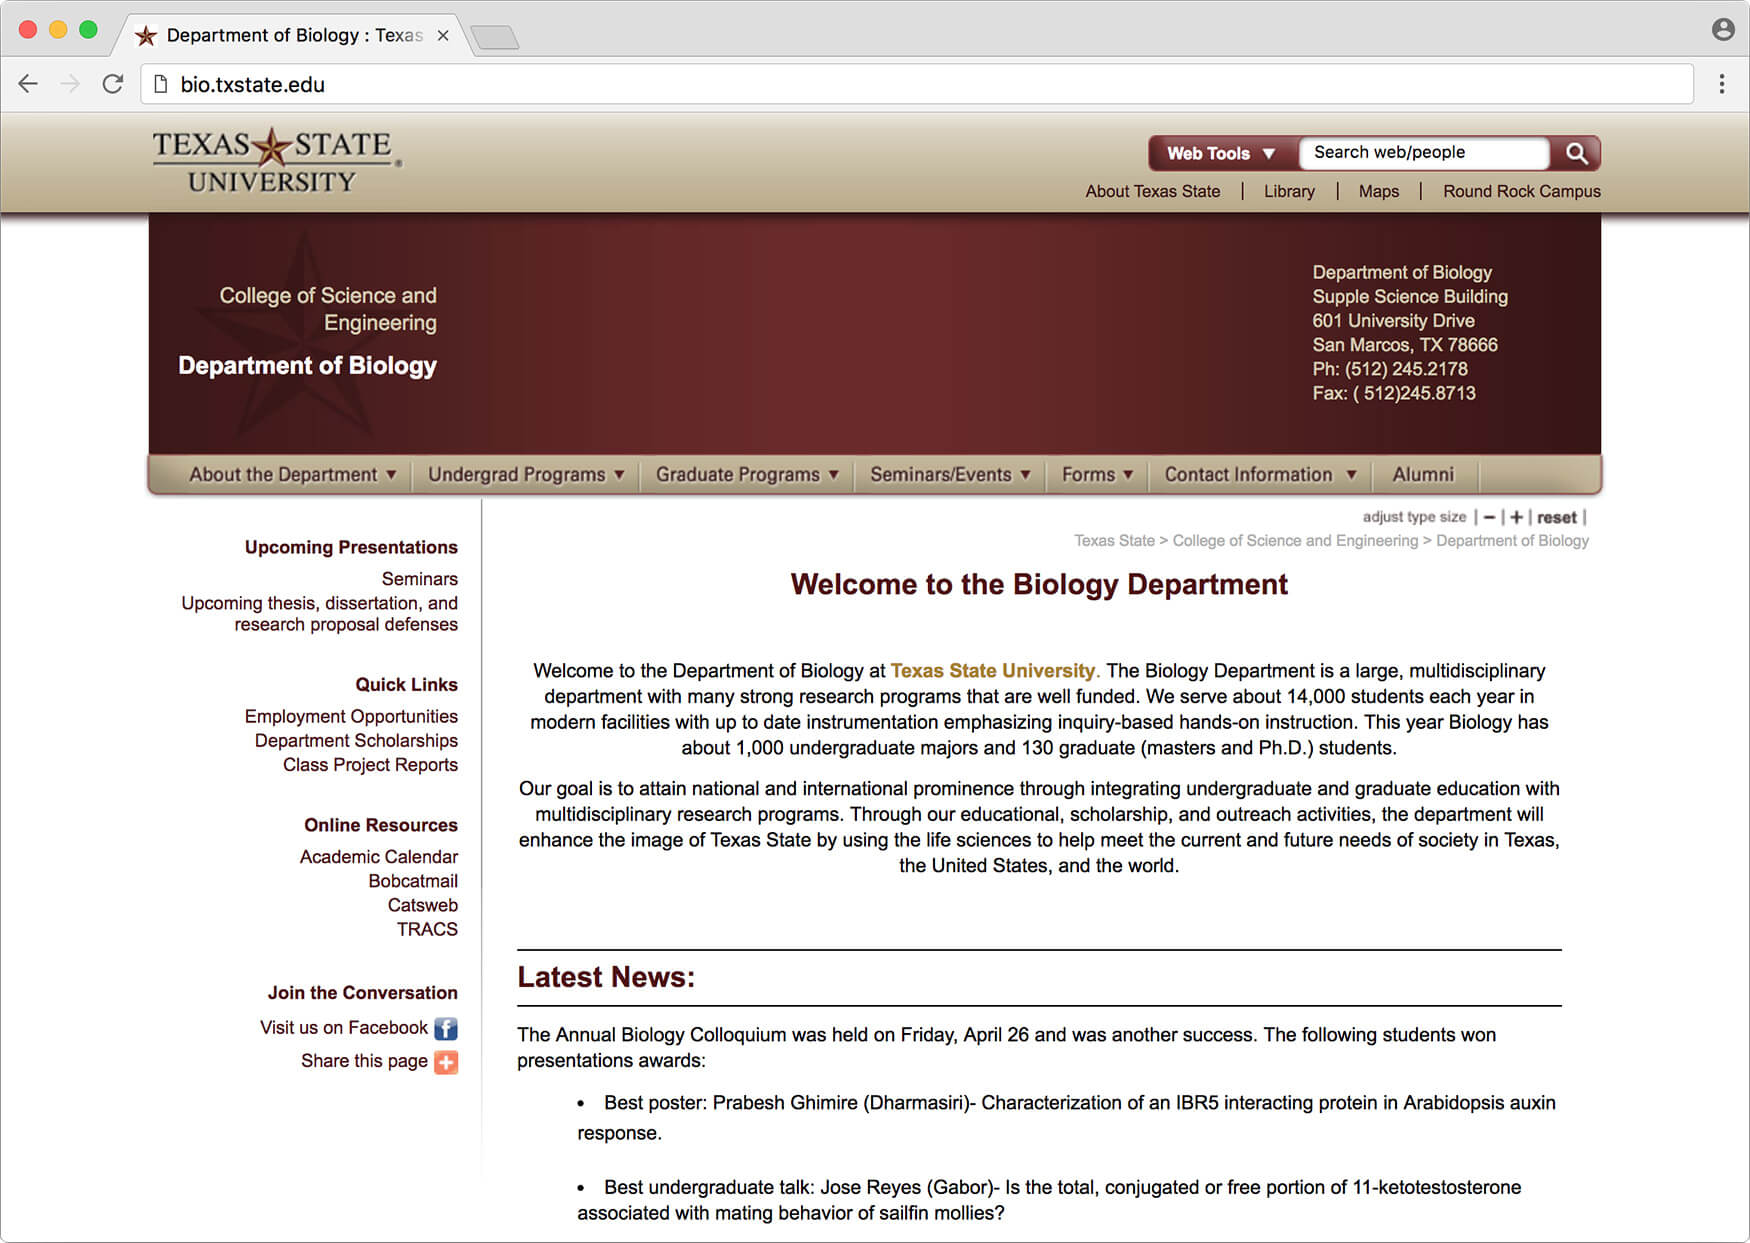 Department of Biology : Texas
bio.txstate.edu
TEXAS STATE
UNIVERSITY®
Web Tools ▼
Search web/people
About Texas State | Library | Maps | Round Rock Campus
College of Science and
Engineering
Department of Biology
Department of Biology
Supple Science Building
601 University Drive
San Marcos, TX 78666
Ph: (512) 245.2178
Fax: ( 512)245.8713
About the Department ▼ Undergrad Programs ▼ Graduate Programs ▼ Seminars/Events ▼ Forms ▼ Contact Information ▼ Alumni
Upcoming Presentations
Seminars
Upcoming thesis, dissertation, and
research proposal defenses
Quick Links
Employment Opportunities
Department Scholarships
Class Project Reports
Online Resources
Academic Calendar
Bobcatmail
Catsweb
TRACS
Join the Conversation
Visit us on Facebook
Share this page
adjust type size | − | + | reset |
Texas State > College of Science and Engineering > Department of Biology
Welcome to the Biology Department
Welcome to the Department of Biology at Texas State University. The Biology Department is a large, multidisciplinary
department with many strong research programs that are well funded. We serve about 14,000 students each year in
modern facilities with up to date instrumentation emphasizing inquiry-based hands-on instruction. This year Biology has
about 1,000 undergraduate majors and 130 graduate (masters and Ph.D.) students.
Our goal is to attain national and international prominence through integrating undergraduate and graduate education with
multidisciplinary research programs. Through our educational, scholarship, and outreach activities, the department will
enhance the image of Texas State by using the life sciences to help meet the current and future needs of society in Texas,
the United States, and the world.
Latest News:
The Annual Biology Colloquium was held on Friday, April 26 and was another success. The following students won
presentations awards:
• Best poster: Prabesh Ghimire (Dharmasiri)- Characterization of an IBR5 interacting protein in Arabidopsis auxin
response.
• Best undergraduate talk: Jose Reyes (Gabor)- Is the total, conjugated or free portion of 11-ketotestosterone
associated with mating behavior of sailfin mollies?